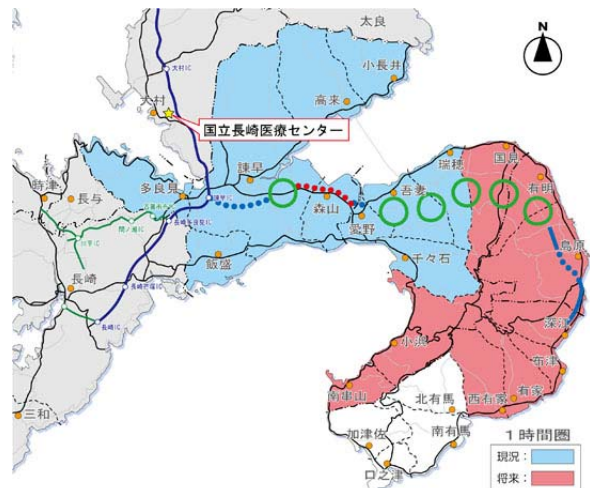 太良
N
大村IC
小長井
大村
高来
国立長崎医療センター
国見
瑞穂
有明
諫早
多良見
時津
長与
吾妻
森山
愛野
島原
飯盛
千々石
長崎
長崎IC
深江
小浜
布津
有家
南串山
西有家
北有馬
三和
加津佐
南有馬
口之津
1時間圏
現況：
将来：